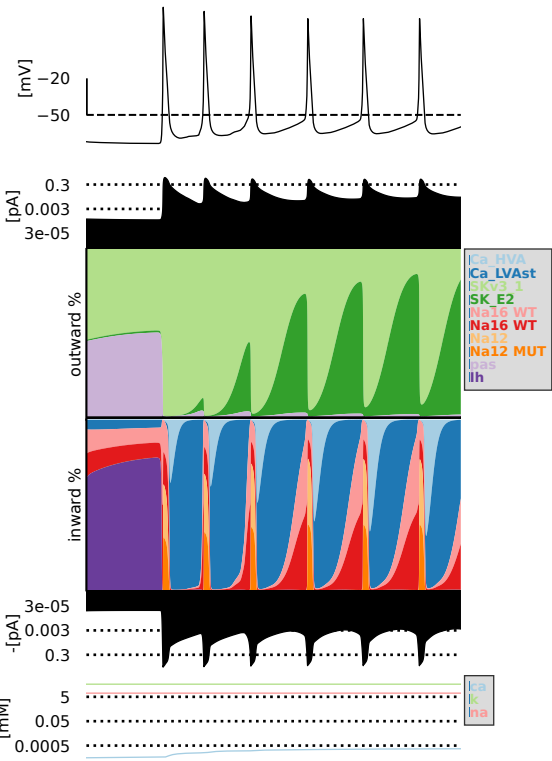 [mV]
−20
−50
[pA]
0.3
0.003
3e-05
outward %
Ca_HVA
Ca_LVAst
SKv3_1
SK_E2
Na16 WT
Na16 WT
Na12
Na12 MUT
pas
Ih
inward %
3e-05
0.003
0.3
-[pA]
ca
k
na
[mM]
5
0.05
0.0005